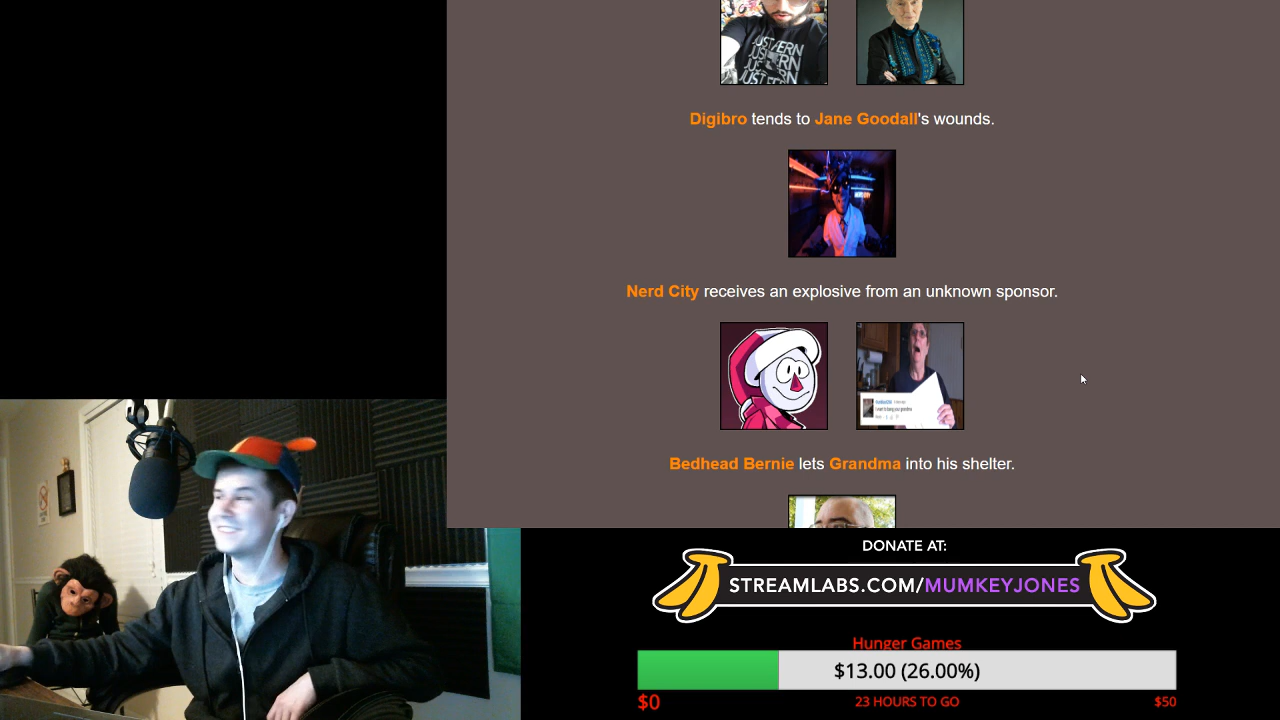 JUST FERN
Digibro tends to Jane Goodall's wounds.
Nerd City receives an explosive from an unknown sponsor.
Bedhead Bernie lets Grandma into his shelter.
DONATE AT:
STREAMLABS.COM/MUMKEYJONES
Hunger Games
$13.00 (26.00%)
$0
23 HOURS TO GO
$50